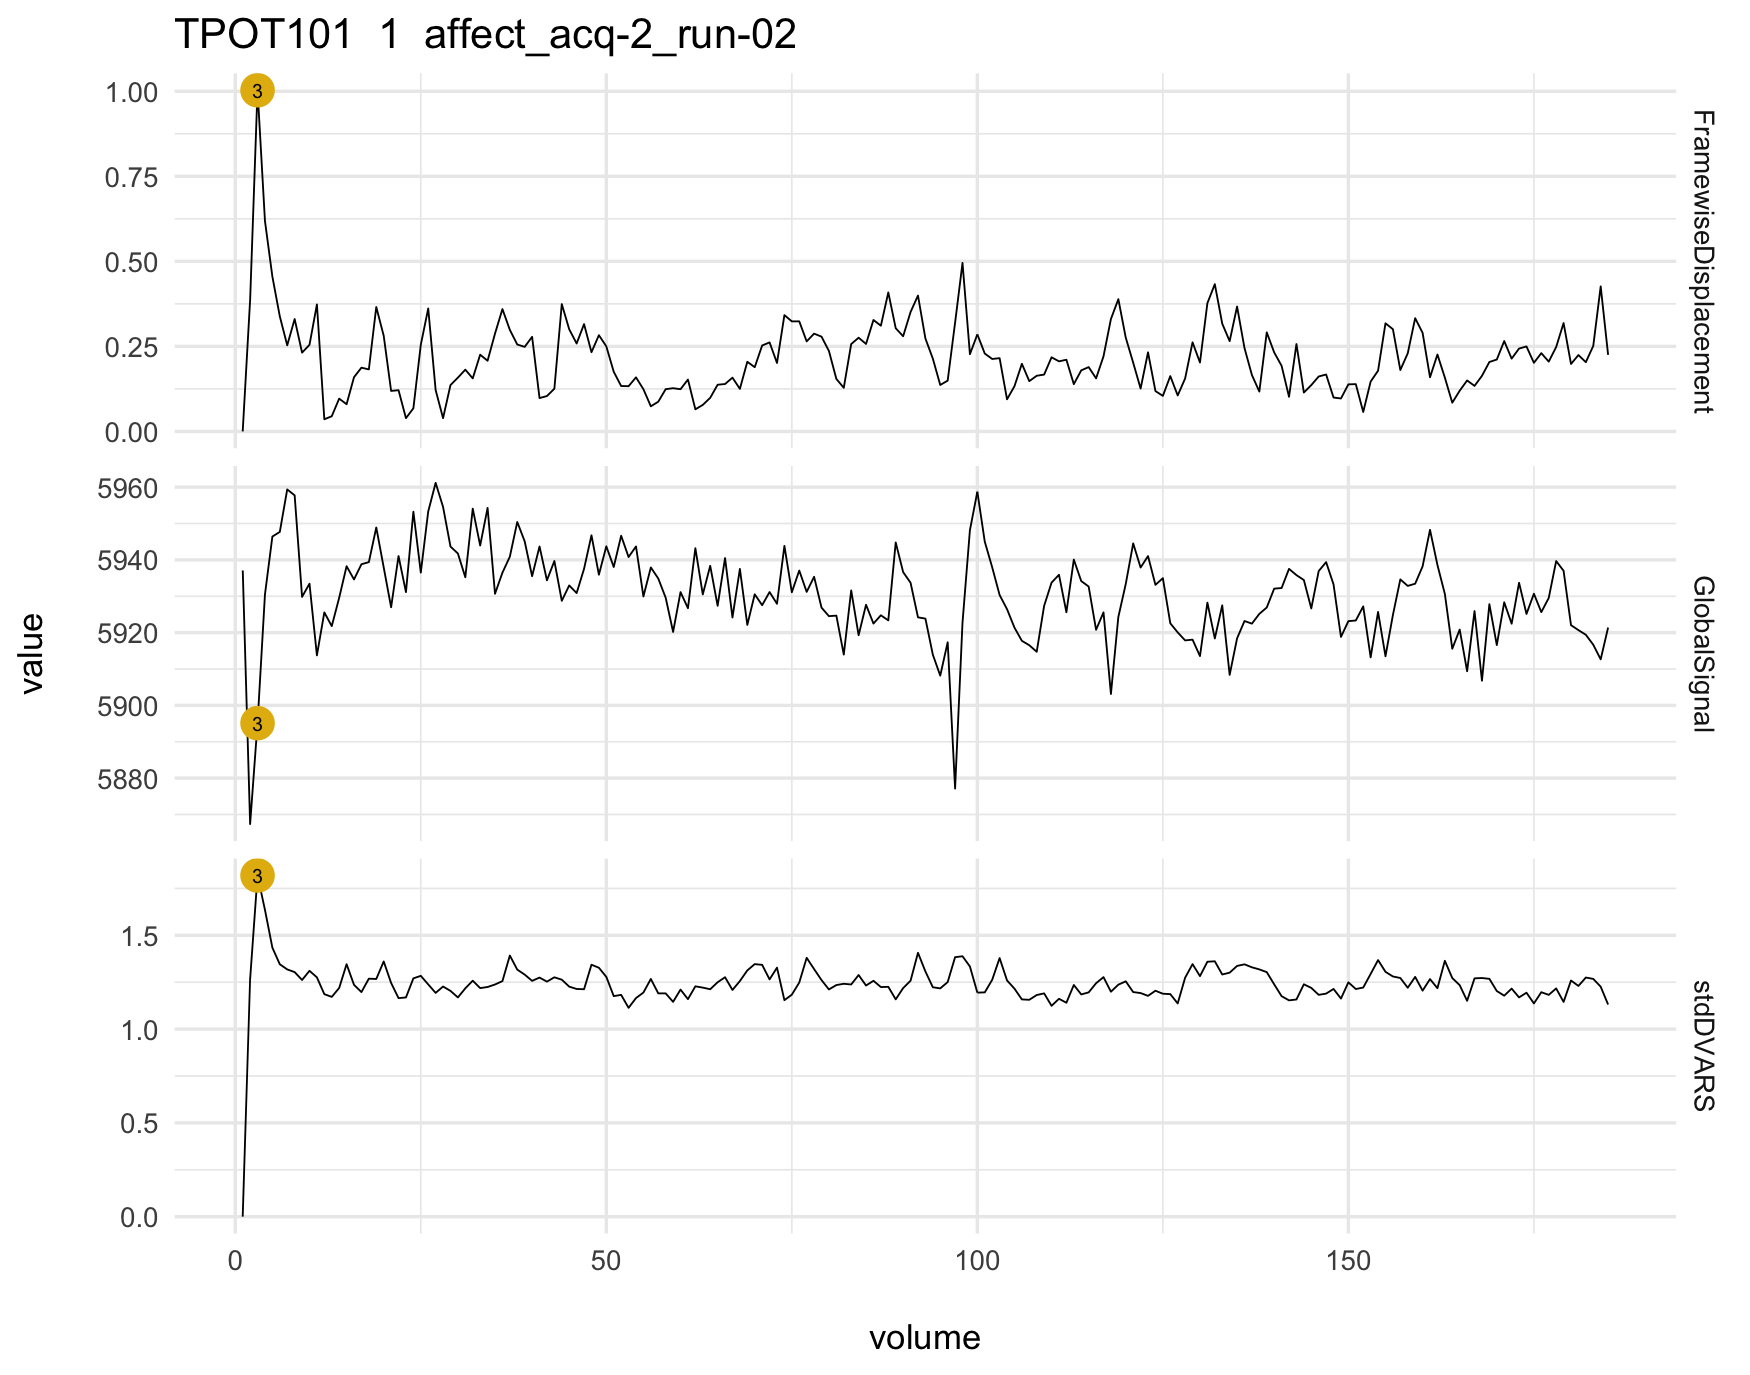 TPOT101 1 affect_acq-2_run-02
3
1.00
0.75
0.50
0.25
0.00
FramewiseDisplacement
5960
5940
5920
5900
5880
3
GlobalSignal
3
1.5
1.0
0.5
0.0
stdDVARS
value
0 50 100 150
volume